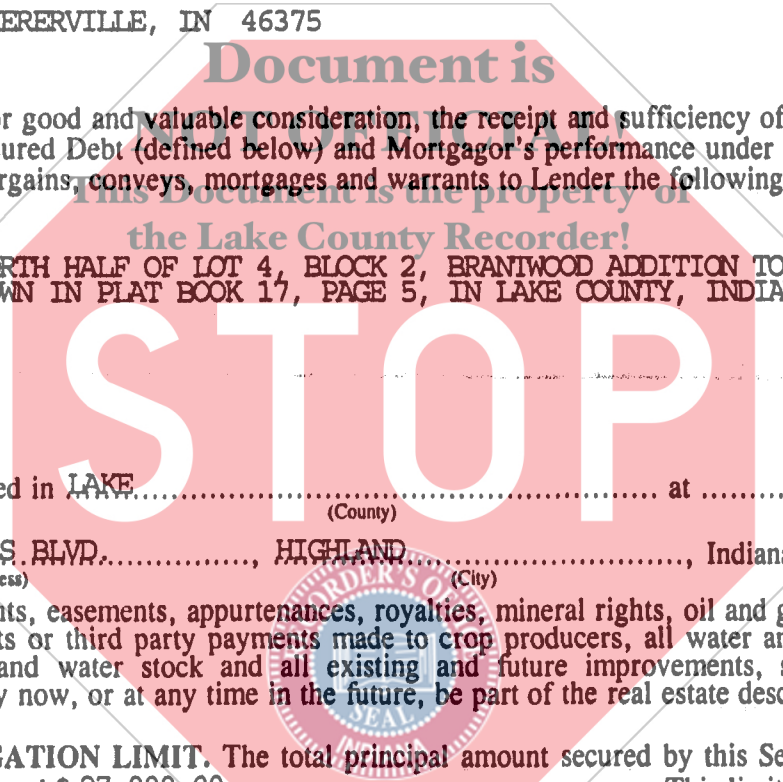 ERERVILLE, IN 46375
Document is
or good and valuable consideration, the receipt and sufficiency of
NOT OFFICIAL!
ured Debt (defined below) and Mortgagor's performance under
rgains, conveys, mortgages and warrants to Lender the following
This Document is the property of
the Lake County Recorder!
RTH HALF OF LOT 4, BLOCK 2, BRANTWOOD ADDITION TO
WN IN PLAT BOOK 17, PAGE 5, IN LAKE COUNTY, INDIA
STOP
ed in LAKE at
(County)
S BLVD., HIGHLAND, Indiana
ess) (City)
nts, easements, appurtenances, royalties, mineral rights, oil and g
ts or third party payments made to crop producers, all water an
and water stock and all existing and future improvements, s
y now, or at any time in the future, be part of the real estate desc
SEAL
GATION LIMIT. The total principal amount secured by this Se